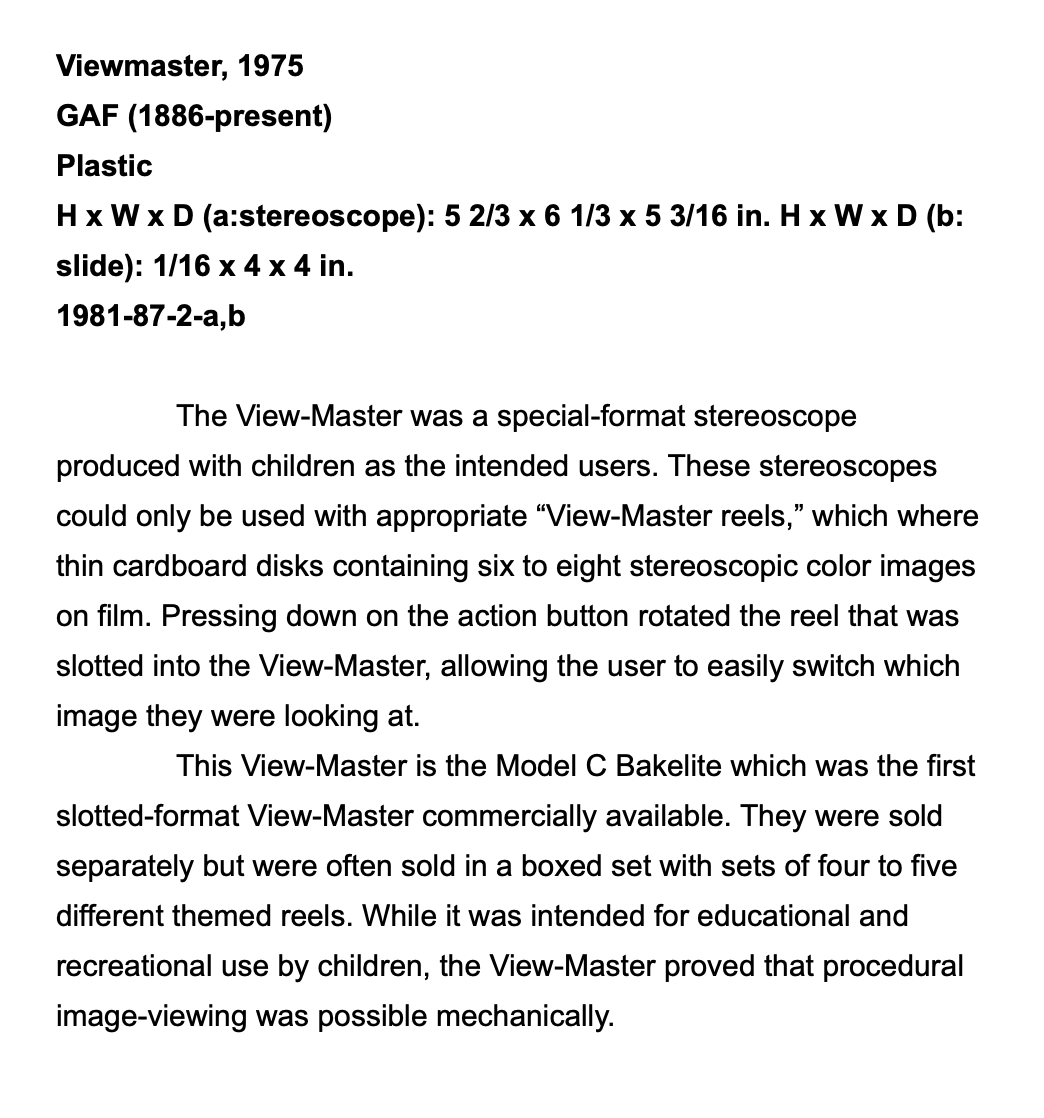 Viewmaster, 1975
GAF (1886-present)
Plastic
H x W x D (a:stereoscope): 5 2/3 x 6 1/3 x 5 3/16 in. H x W x D (b:
slide): 1/16 x 4 x 4 in.
1981-87-2-a,b
The View-Master was a special-format stereoscope
produced with children as the intended users. These stereoscopes
could only be used with appropriate “View-Master reels,” which where
thin cardboard disks containing six to eight stereoscopic color images
on film. Pressing down on the action button rotated the reel that was
slotted into the View-Master, allowing the user to easily switch which
image they were looking at.
This View-Master is the Model C Bakelite which was the first
slotted-format View-Master commercially available. They were sold
separately but were often sold in a boxed set with sets of four to five
different themed reels. While it was intended for educational and
recreational use by children, the View-Master proved that procedural
image-viewing was possible mechanically.